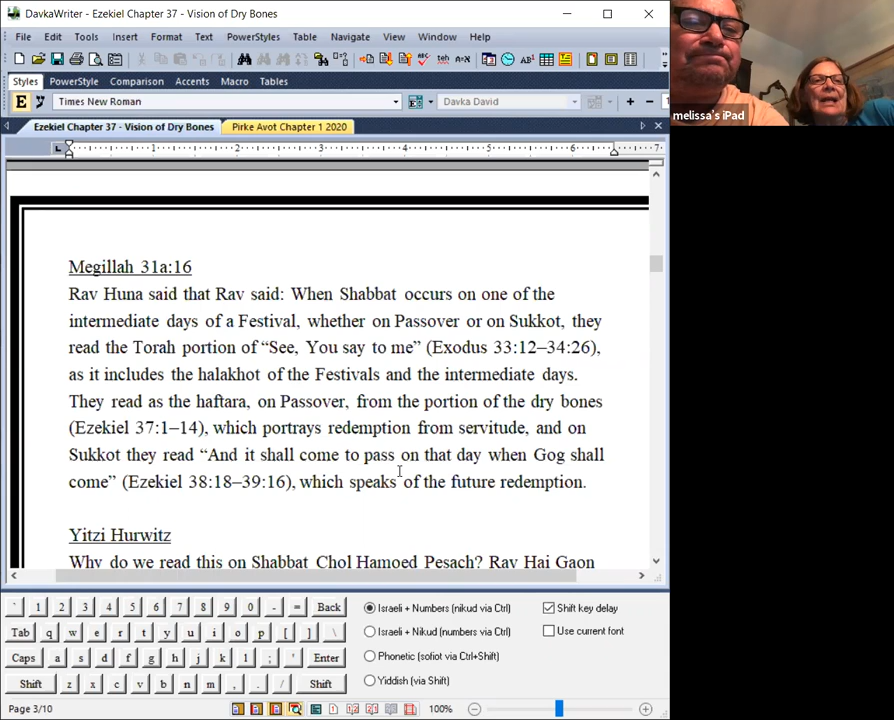 DavkaWriter - Ezekiel Chapter 37 - Vision of Dry Bones
File Edit Tools Insert Format Text PowerStyles Table Navigate View Window Help
Styles PowerStyle Comparison Accents Macro Tables
E Times New Roman Davka David
Ezekiel Chapter 37 - Vision of Dry Bones Pirke Avot Chapter 1 2020
1 2 3 4 5 6 7
Megillah 31a:16
Rav Huna said that Rav said: When Shabbat occurs on one of the
intermediate days of a Festival, whether on Passover or on Sukkot, they
read the Torah portion of “See, You say to me” (Exodus 33:12–34:26),
as it includes the halakhot of the Festivals and the intermediate days.
They read as the haftara, on Passover, from the portion of the dry bones
(Ezekiel 37:1–14), which portrays redemption from servitude, and on
Sukkot they read “And it shall come to pass on that day when Gog shall
come” (Ezekiel 38:18–39:16), which speaks of the future redemption.
Yitzi Hurwitz
Why do we read this on Shabbat Chol Hamoed Pesach? Rav Hai Gaon
` 1 2 3 4 5 6 7 8 9 0 - = Back
Tab q w e r t y u i o p [ ] \
Caps a s d f g h j k l ; ' Enter
Shift z x c v b n m , . / Shift
Israeli + Numbers (nikud via Ctrl)
Israeli + Nikud (numbers via Ctrl)
Phonetic (sofiot via Ctrl+Shift)
Yiddish (via Shift)
Shift key delay
Use current font
Page 3/10 100%
melissa's iPad